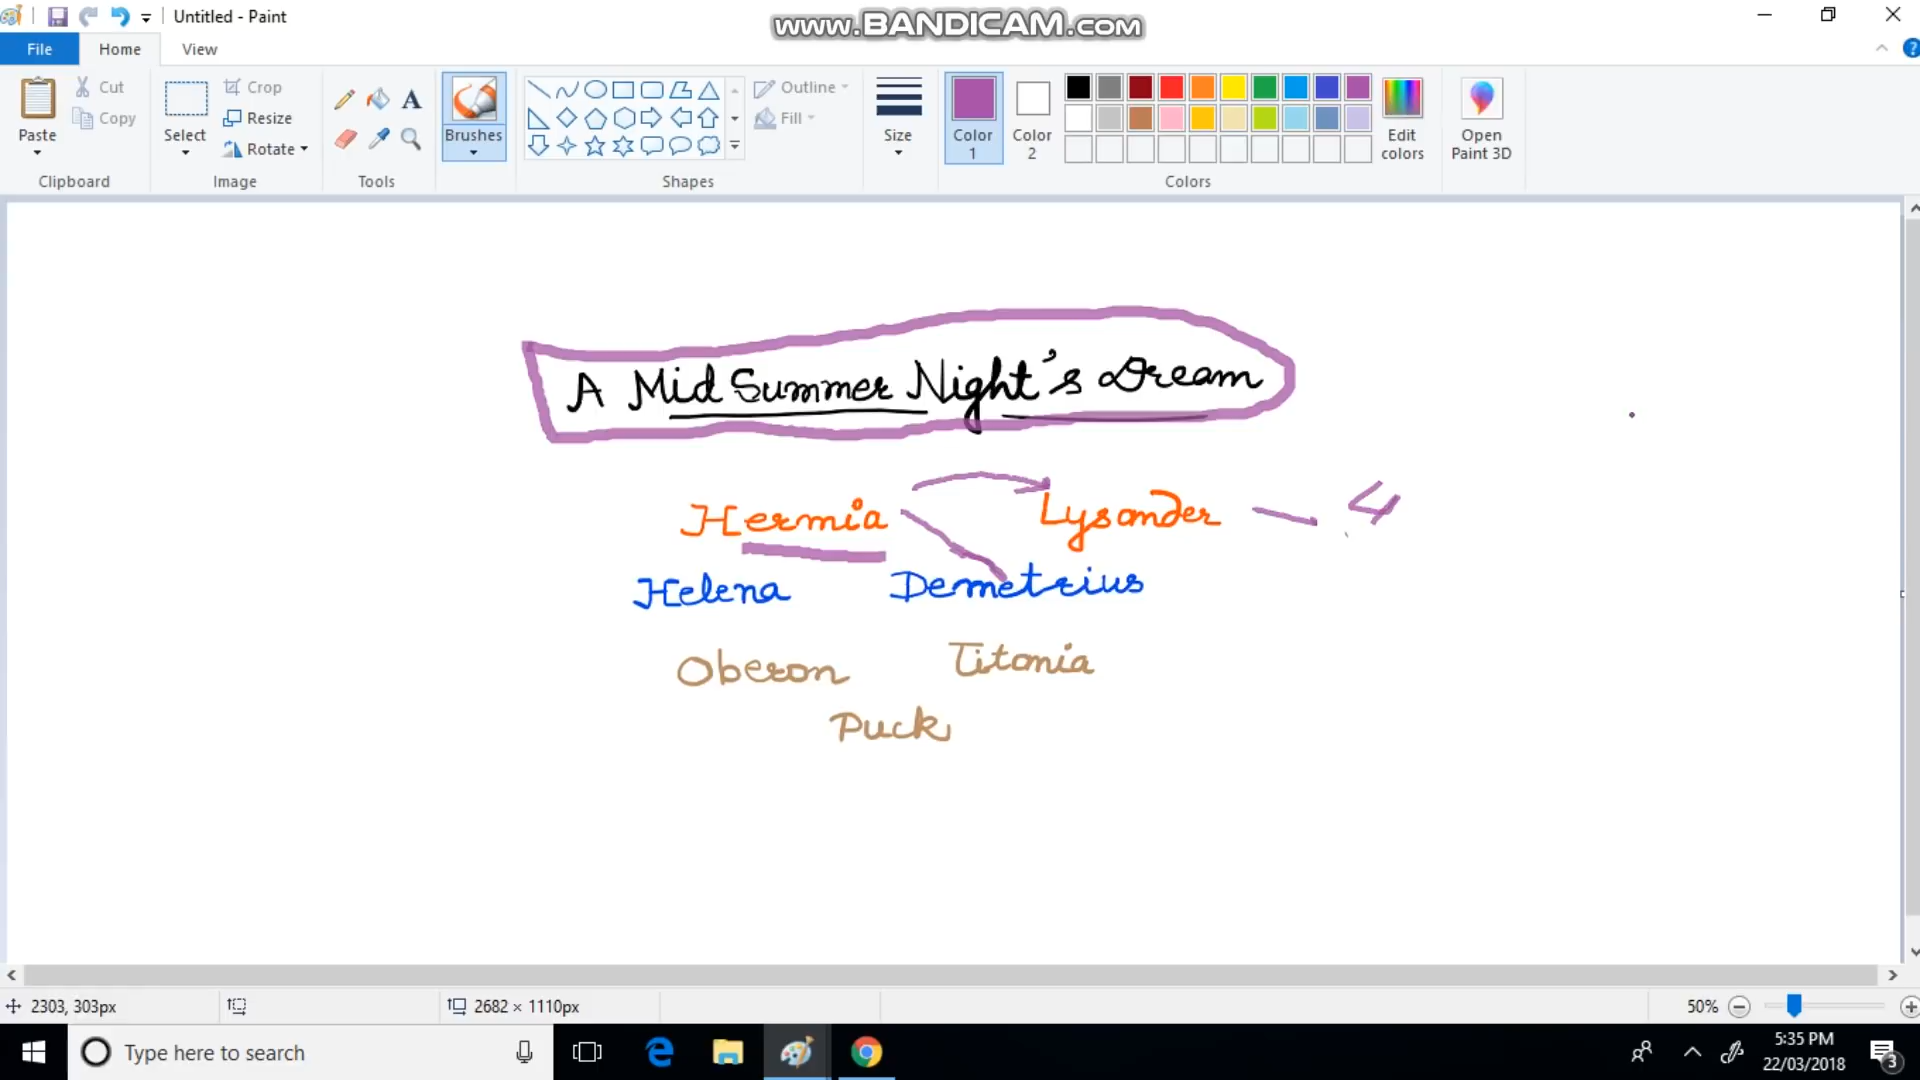 Untitled - Paint
www.BANDICAM.com
File Home View
Paste
Cut
Copy
Clipboard
Select
Crop
Resize
Rotate
Image
A
Tools
Brushes
Outline
Fill
Shapes
Size
Color 1
Color 2
Edit colors
Colors
Open Paint 3D
A Mid Summer Night's Dream
Hermia Lysander 4
Helena Demetrius
Oberon Titania
Puck
2303, 303px 2682 × 1110px 50%
Type here to search
5:35 PM
22/03/2018
3